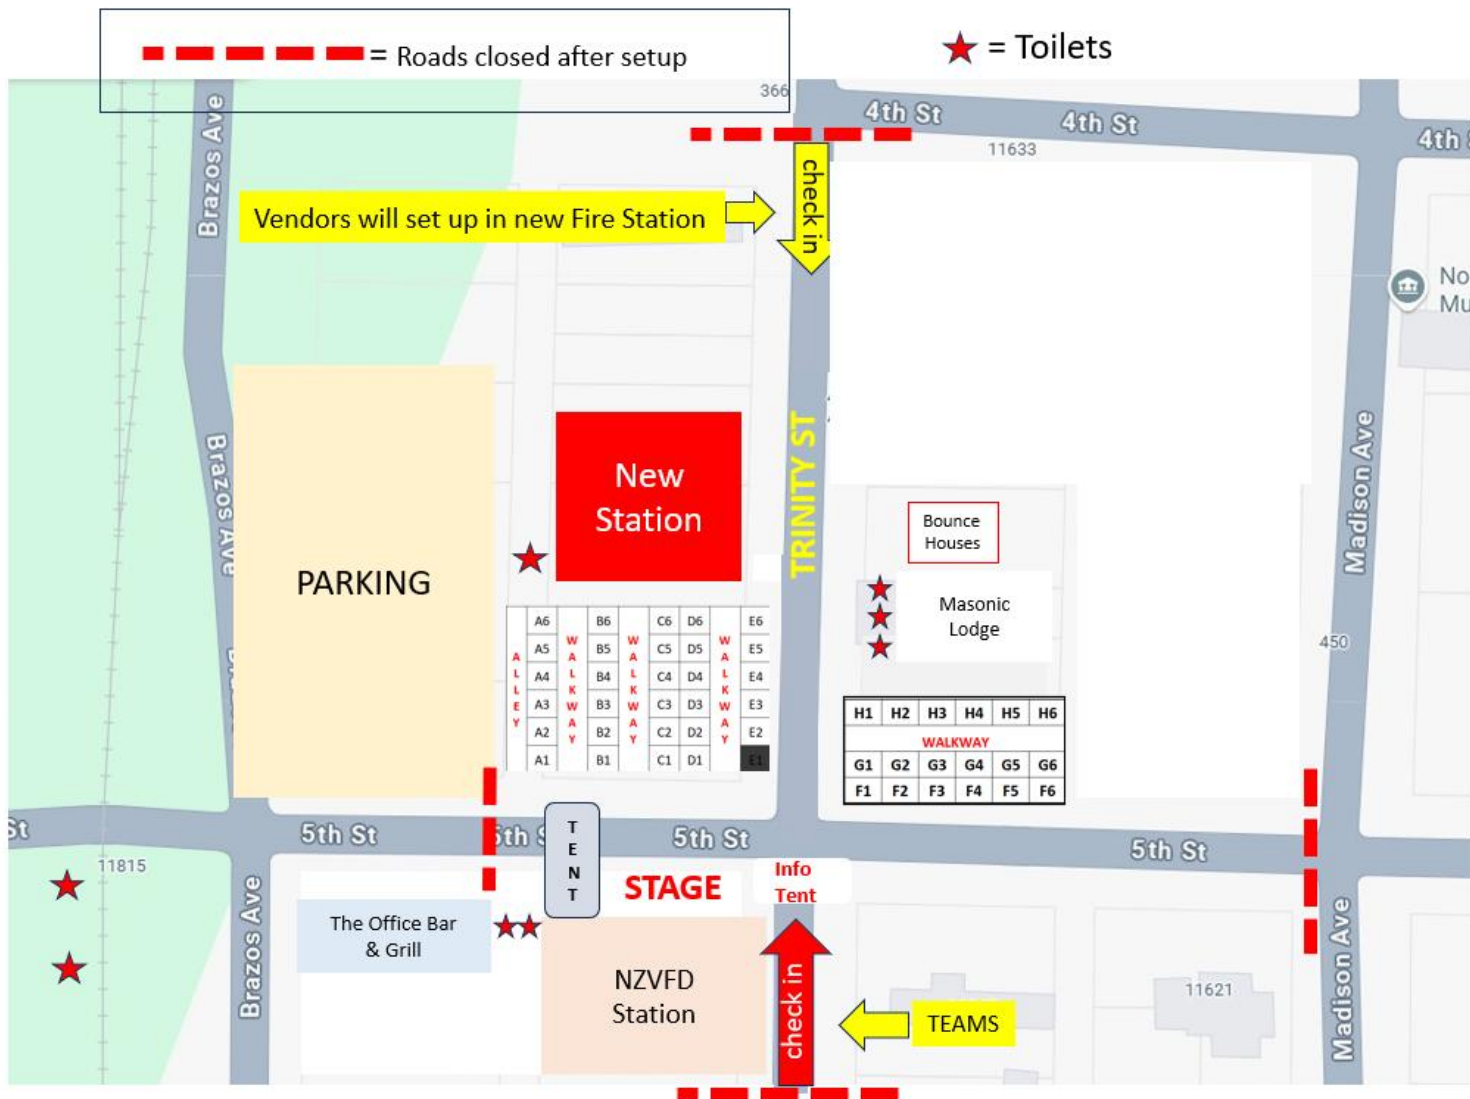 = Roads closed after setup
= Toilets
366
4th St
4th St
4th
11633
Brazos Ave
check in
Vendors will set up in new Fire Station
No
Mu
New
Station
TRINITY ST
Brazos Ave
Madison Ave
Bounce
Houses
PARKING
Masonic
Lodge
450
A6 B6 C6 D6 E6
A5 B5 C5 D5 E5
A4 B4 C4 D4 E4
A3 B3 C3 D3 E3
A2 B2 C2 D2 E2
A1 B1 C1 D1 E1
ALLEY
WALKWAY
WALKWAY
WALKWAY
H1 H2 H3 H4 H5 H6
WALKWAY
G1 G2 G3 G4 G5 G6
F1 F2 F3 F4 F5 F6
St
5th St
5th S
5th St
5th St
TENT
11815
STAGE
Info
Tent
The Office Bar
& Grill
Brazos Ave
NZVFD
Station
check in
TEAMS
11621
Madison Ave